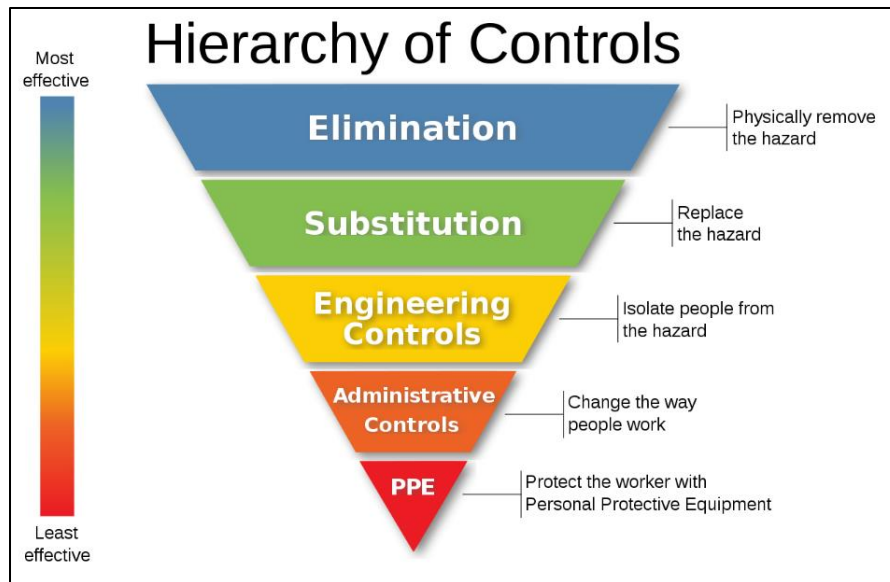 Hierarchy of Controls
Most
effective
Elimination
Physically remove
the hazard
Substitution
Replace
the hazard
Engineering
Controls
Isolate people from
the hazard
Administrative
Controls
Change the way
people work
PPE
Protect the worker with
Personal Protective Equipment
Least
effective